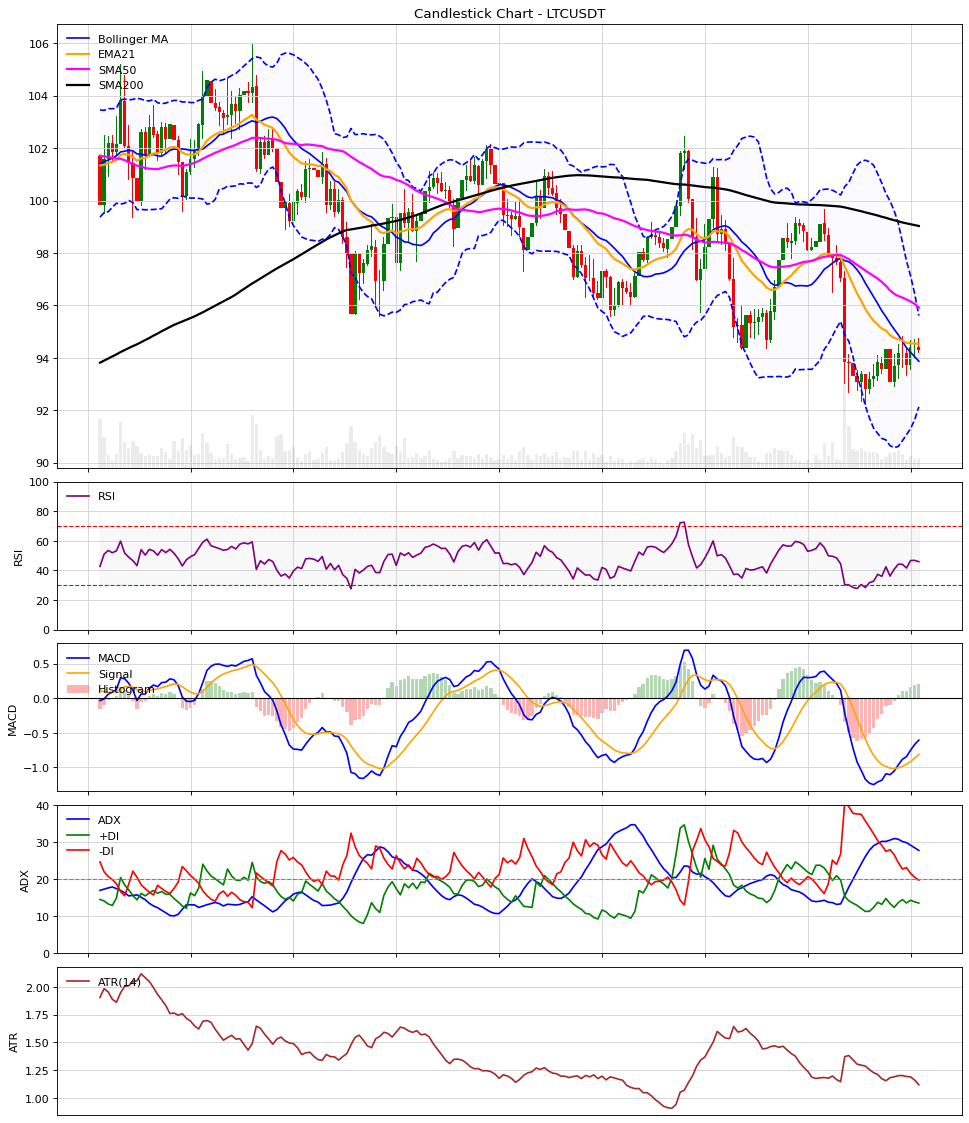 Candlestick Chart - LTCUSDT
Bollinger MA
EMA21
SMA50
SMA200
106
104
102
100
98
96
94
92
90
RSI
RSI
100
80
60
40
20
0
MACD
Signal
Histogram
MACD
0.5
0.0
−0.5
−1.0
ADX
+DI
-DI
ADX
40
30
20
10
0
ATR(14)
ATR
2.00
1.75
1.50
1.25
1.00